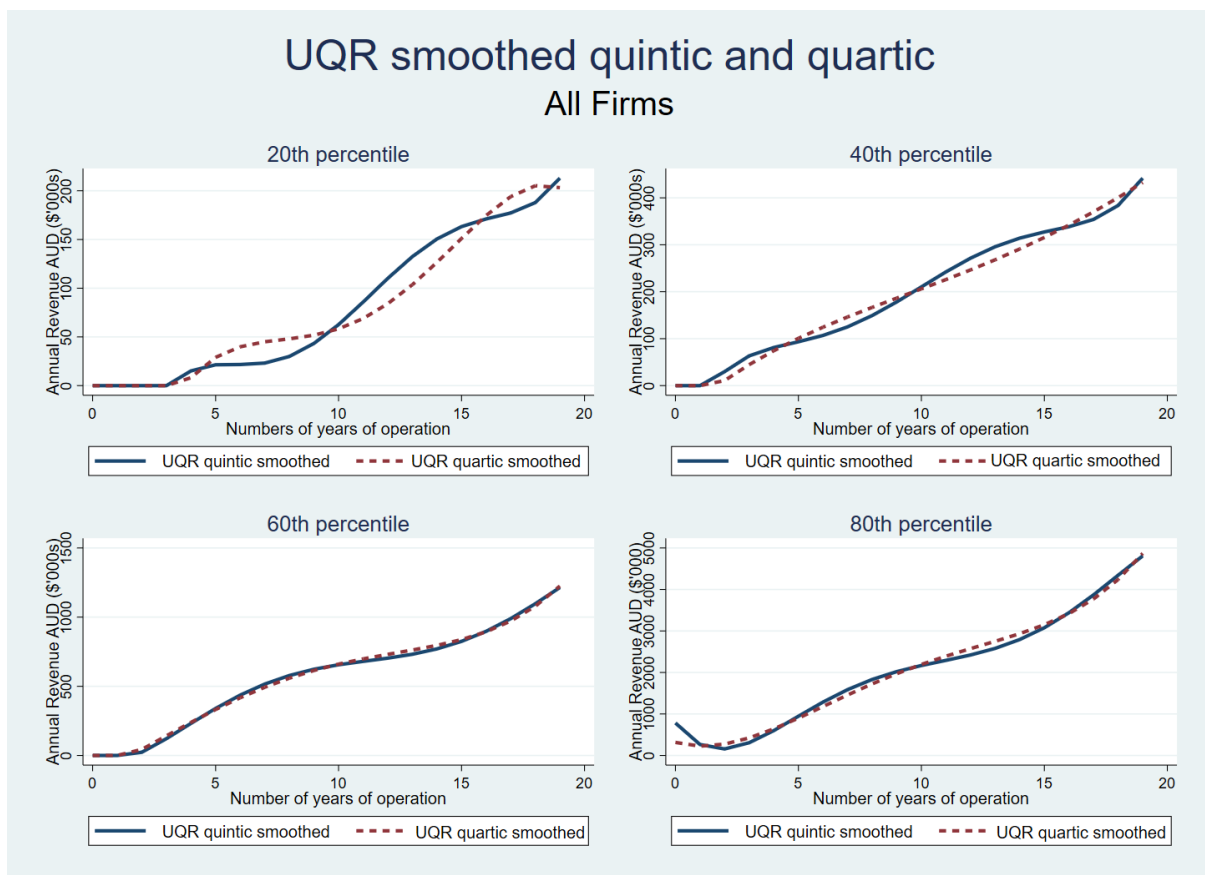 UQR smoothed quintic and quartic
All Firms
20th percentile
Annual Revenue AUD ($'000s)
200
150
100
50
0
0 5 10 15 20
Numbers of years of operation
UQR quintic smoothed UQR quartic smoothed
40th percentile
Annual Revenue AUD ($'000s)
400
300
200
100
0
0 5 10 15 20
Number of years of operation
UQR quintic smoothed UQR quartic smoothed
60th percentile
Annual Revenue AUD ($'000s)
1500
1000
500
0
0 5 10 15 20
Number of years of operation
UQR quintic smoothed UQR quartic smoothed
80th percentile
Annual Revenue AUD ($'000)
5000
4000
3000
2000
1000
0
0 5 10 15 20
Number of years of operation
UQR quintic smoothed UQR quartic smoothed